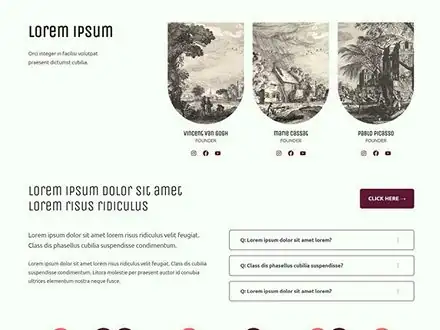 Lorem Ipsum
Orci integer in facilisi volutpat
praesent dictumst cubilia.
Vincent Van Gogh
FOUNDER
Marie Cassat
FOUNDER
Pablo Picasso
FOUNDER
Lorem ipsum dolor sit amet
lorem risus ridiculus
CLICK HERE →
Lorem ipsum dolor sit amet lorem risus ridiculus velit feugiat.
Class dis phasellus cubilia suspendisse condimentum.
Lorem ipsum dolor sit amet lorem risus ridiculus velit feugiat. Class dis phasellus cubilia
suspendisse condimentum. Litora moleste per praesent author id conubia
ultricies elementum nostra neque fusce.
Q: Lorem ipsum dolor sit amet lorem?
Q: Class dis phasellus cubilia suspendisse?
Q: Lorem ipsum dolor sit amet lorem?